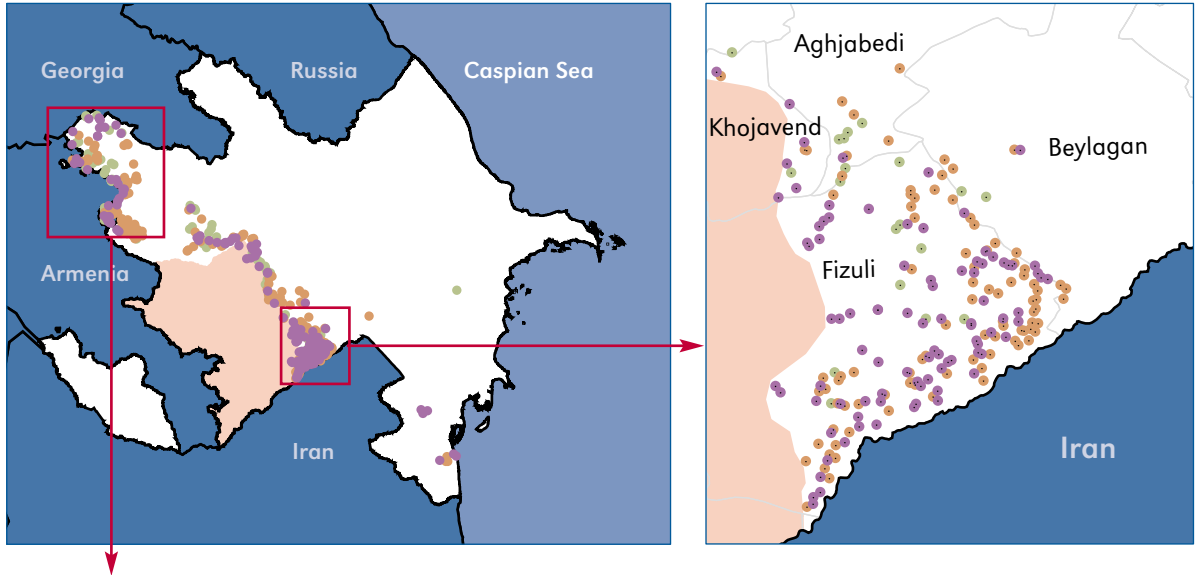 Georgia
Russia
Caspian Sea
Armenia
Iran
Aghjabedi
Khojavend
Beylagan
Fizuli
Iran